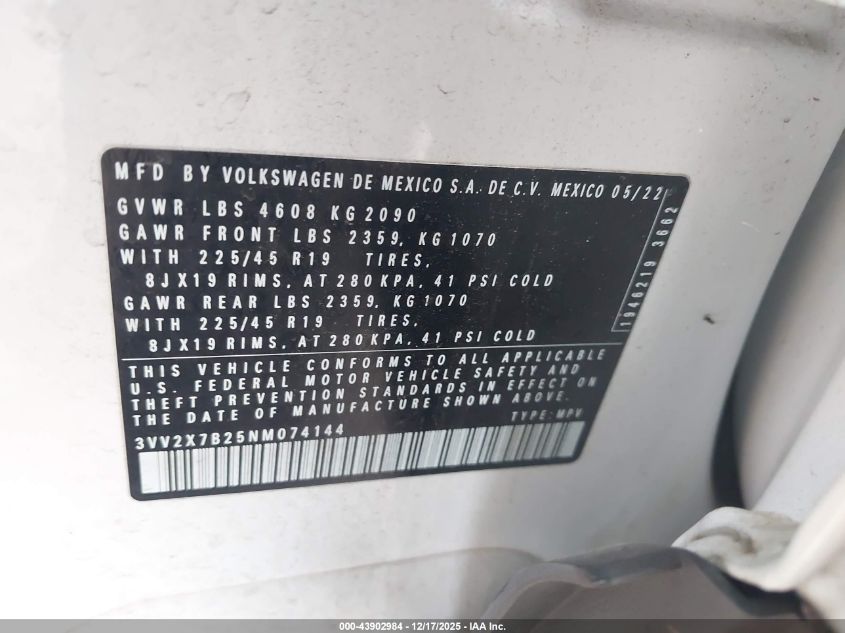 MFD BY VOLKSWAGEN DE MEXICO S.A. DE C.V. MEXICO 05/22
GVWR LBS 4608 KG 2090
GAWR FRONT LBS 2359, KG 1070
WITH 225/45 R19 TIRES,
8JX19 RIMS, AT 280 KPA, 41 PSI COLD
GAWR REAR LBS 2359, KG 1070
WITH 225/45 R19 TIRES,
8JX19 RIMS, AT 280 KPA, 41 PSI COLD
1946219 3662
THIS VEHICLE CONFORMS TO ALL APPLICABLE
U.S. FEDERAL MOTOR VEHICLE SAFETY AND
THEFT PREVENTION STANDARDS IN EFFECT ON
THE DATE OF MANUFACTURE SHOWN ABOVE.
TYPE: MPV
3VV2X7B25NM074144
000-43902984 | 12/17/2025 | IAA Inc.